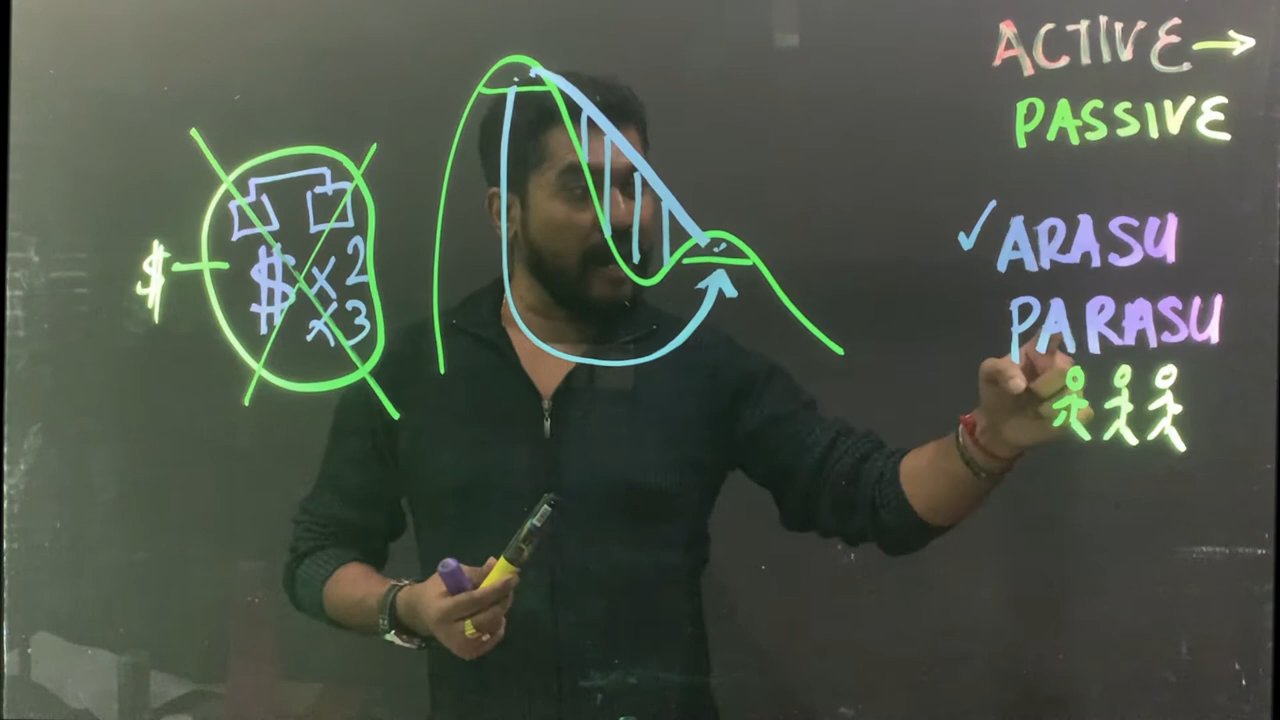 ACTIVE →
PASSIVE
✓ ARASU
PARASU
$
$ x2
x3